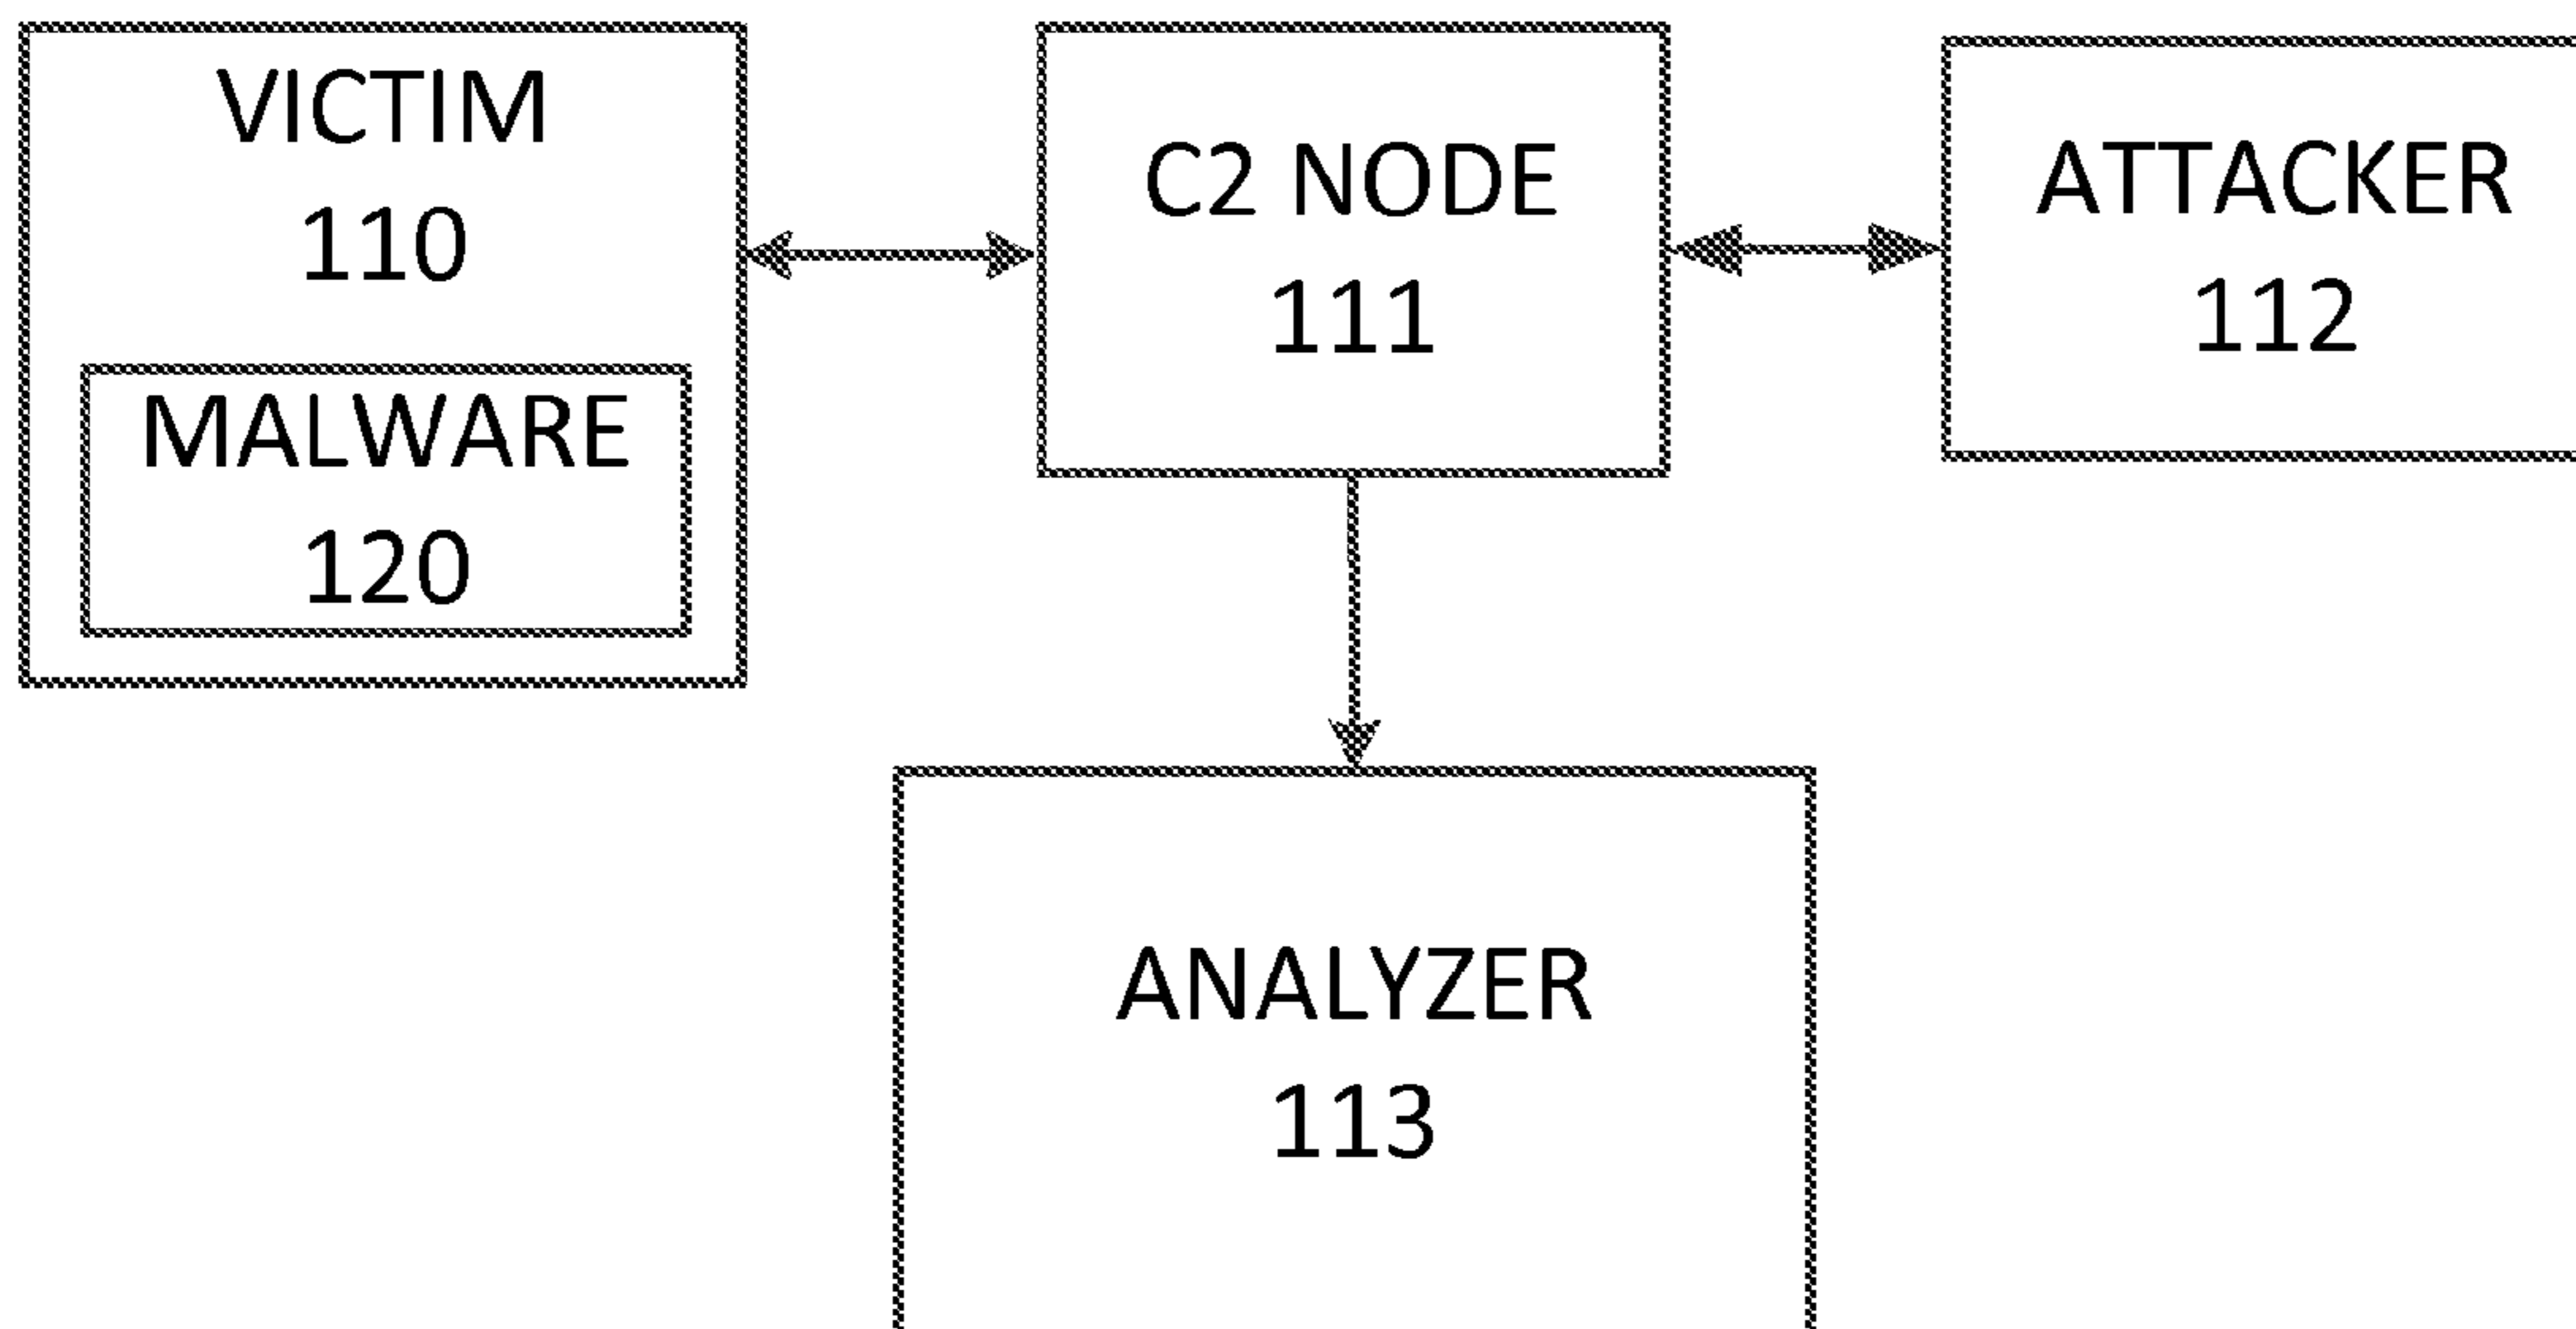 VICTIM
110
MALWARE
120
C2 NODE
111
ATTACKER
112
ANALYZER
113